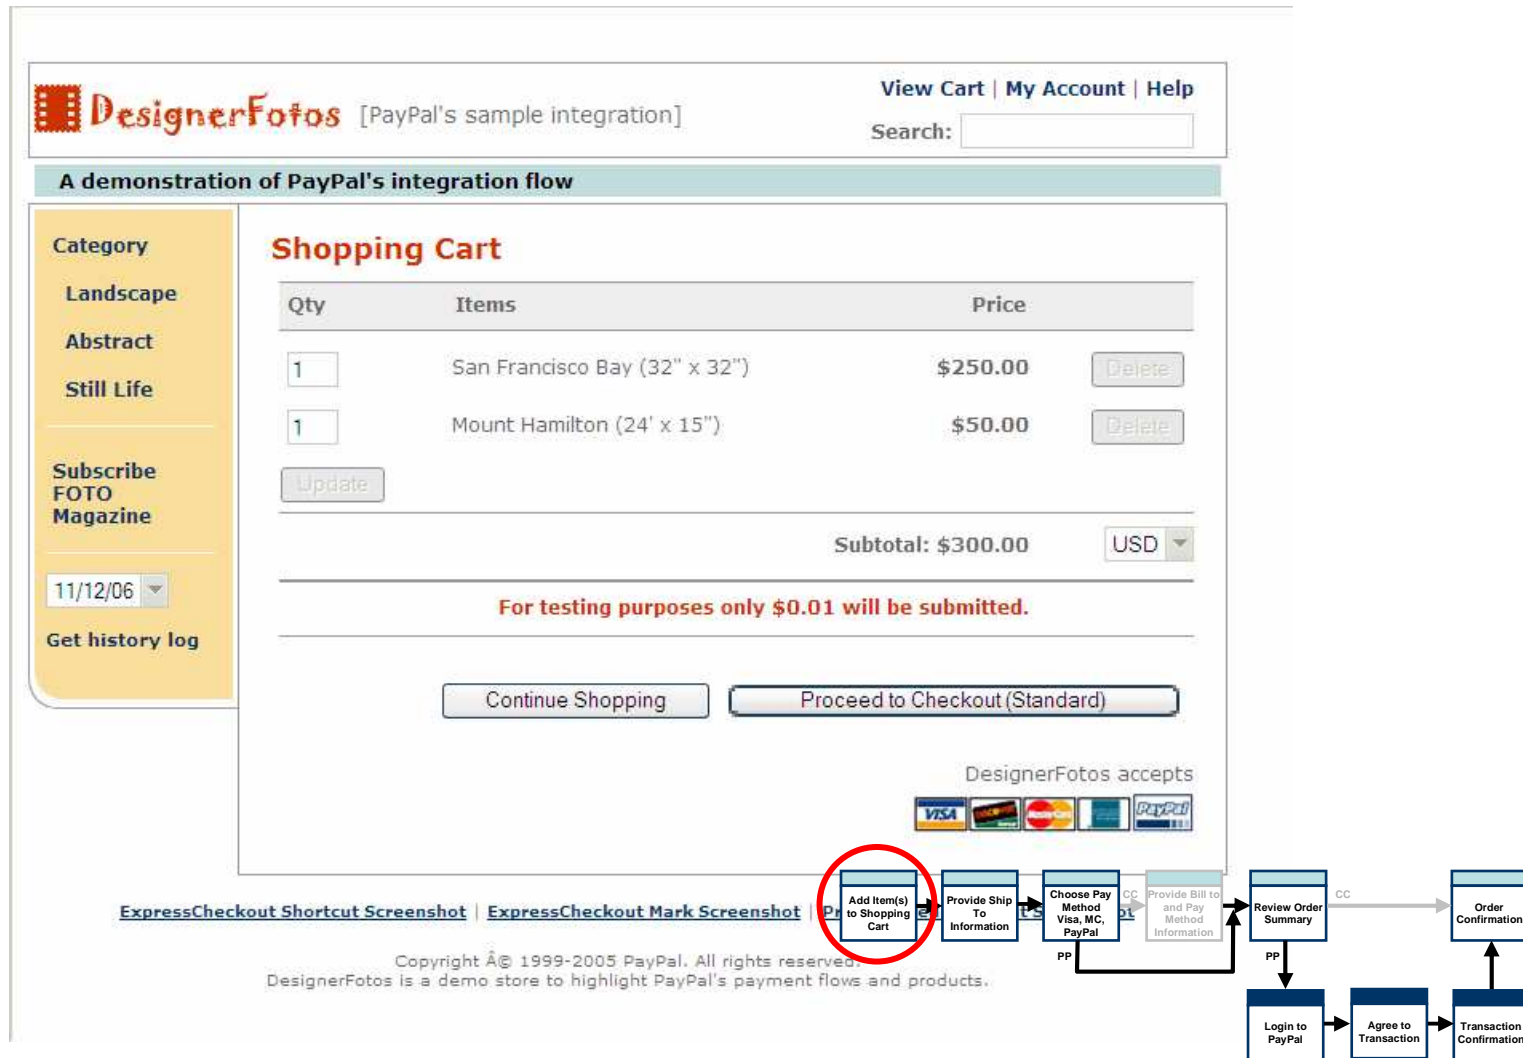 DesignerFotos [PayPal's sample integration]
View Cart | My Account | Help
Search:
A demonstration of PayPal's integration flow
Category
Landscape
Abstract
Still Life
Subscribe
FOTO
Magazine
11/12/06
Get history log
Shopping Cart
Qty Items Price
1 San Francisco Bay (32" x 32") $250.00 Delete
1 Mount Hamilton (24' x 15") $50.00 Delete
Update
Subtotal: $300.00 USD
For testing purposes only $0.01 will be submitted.
Continue Shopping Proceed to Checkout (Standard)
DesignerFotos accepts
VISA DISCOVER MasterCard PayPal
ExpressCheckout Shortcut Screenshot | ExpressCheckout Mark Screenshot |
Copyright Â© 1999-2005 PayPal. All rights reserved.
DesignerFotos is a demo store to highlight PayPal's payment flows and products.
Add Item(s)
to Shopping
Cart
Provide Ship
To
Information
Choose Pay
Method
Visa, MC,
PayPal
CC
PP
Provide Bill to
and Pay
Method
Information
Review Order
Summary
CC
PP
Order
Confirmation
Login to
PayPal
Agree to
Transaction
Transaction
Confirmation